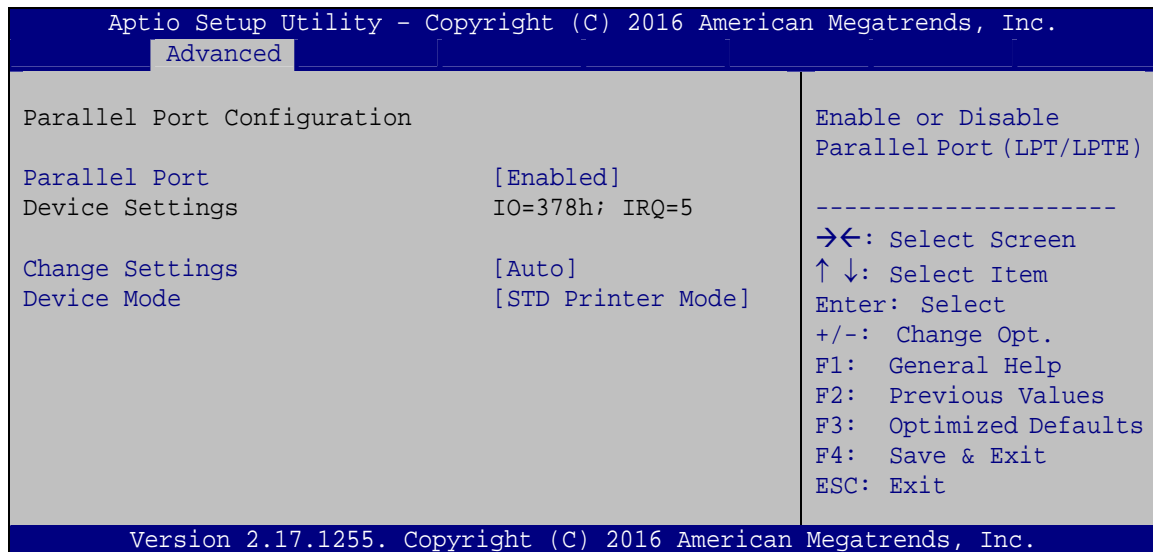 Aptio Setup Utility – Copyright (C) 2016 American Megatrends, Inc.
Advanced
Parallel Port Configuration
Parallel Port [Enabled]
Device Settings IO=378h; IRQ=5
Change Settings [Auto]
Device Mode [STD Printer Mode]
Enable or Disable
Parallel Port (LPT/LPTE)
---------------------
→←: Select Screen
↑ ↓: Select Item
Enter: Select
+/-: Change Opt.
F1: General Help
F2: Previous Values
F3: Optimized Defaults
F4: Save & Exit
ESC: Exit
Version 2.17.1255. Copyright (C) 2016 American Megatrends, Inc.